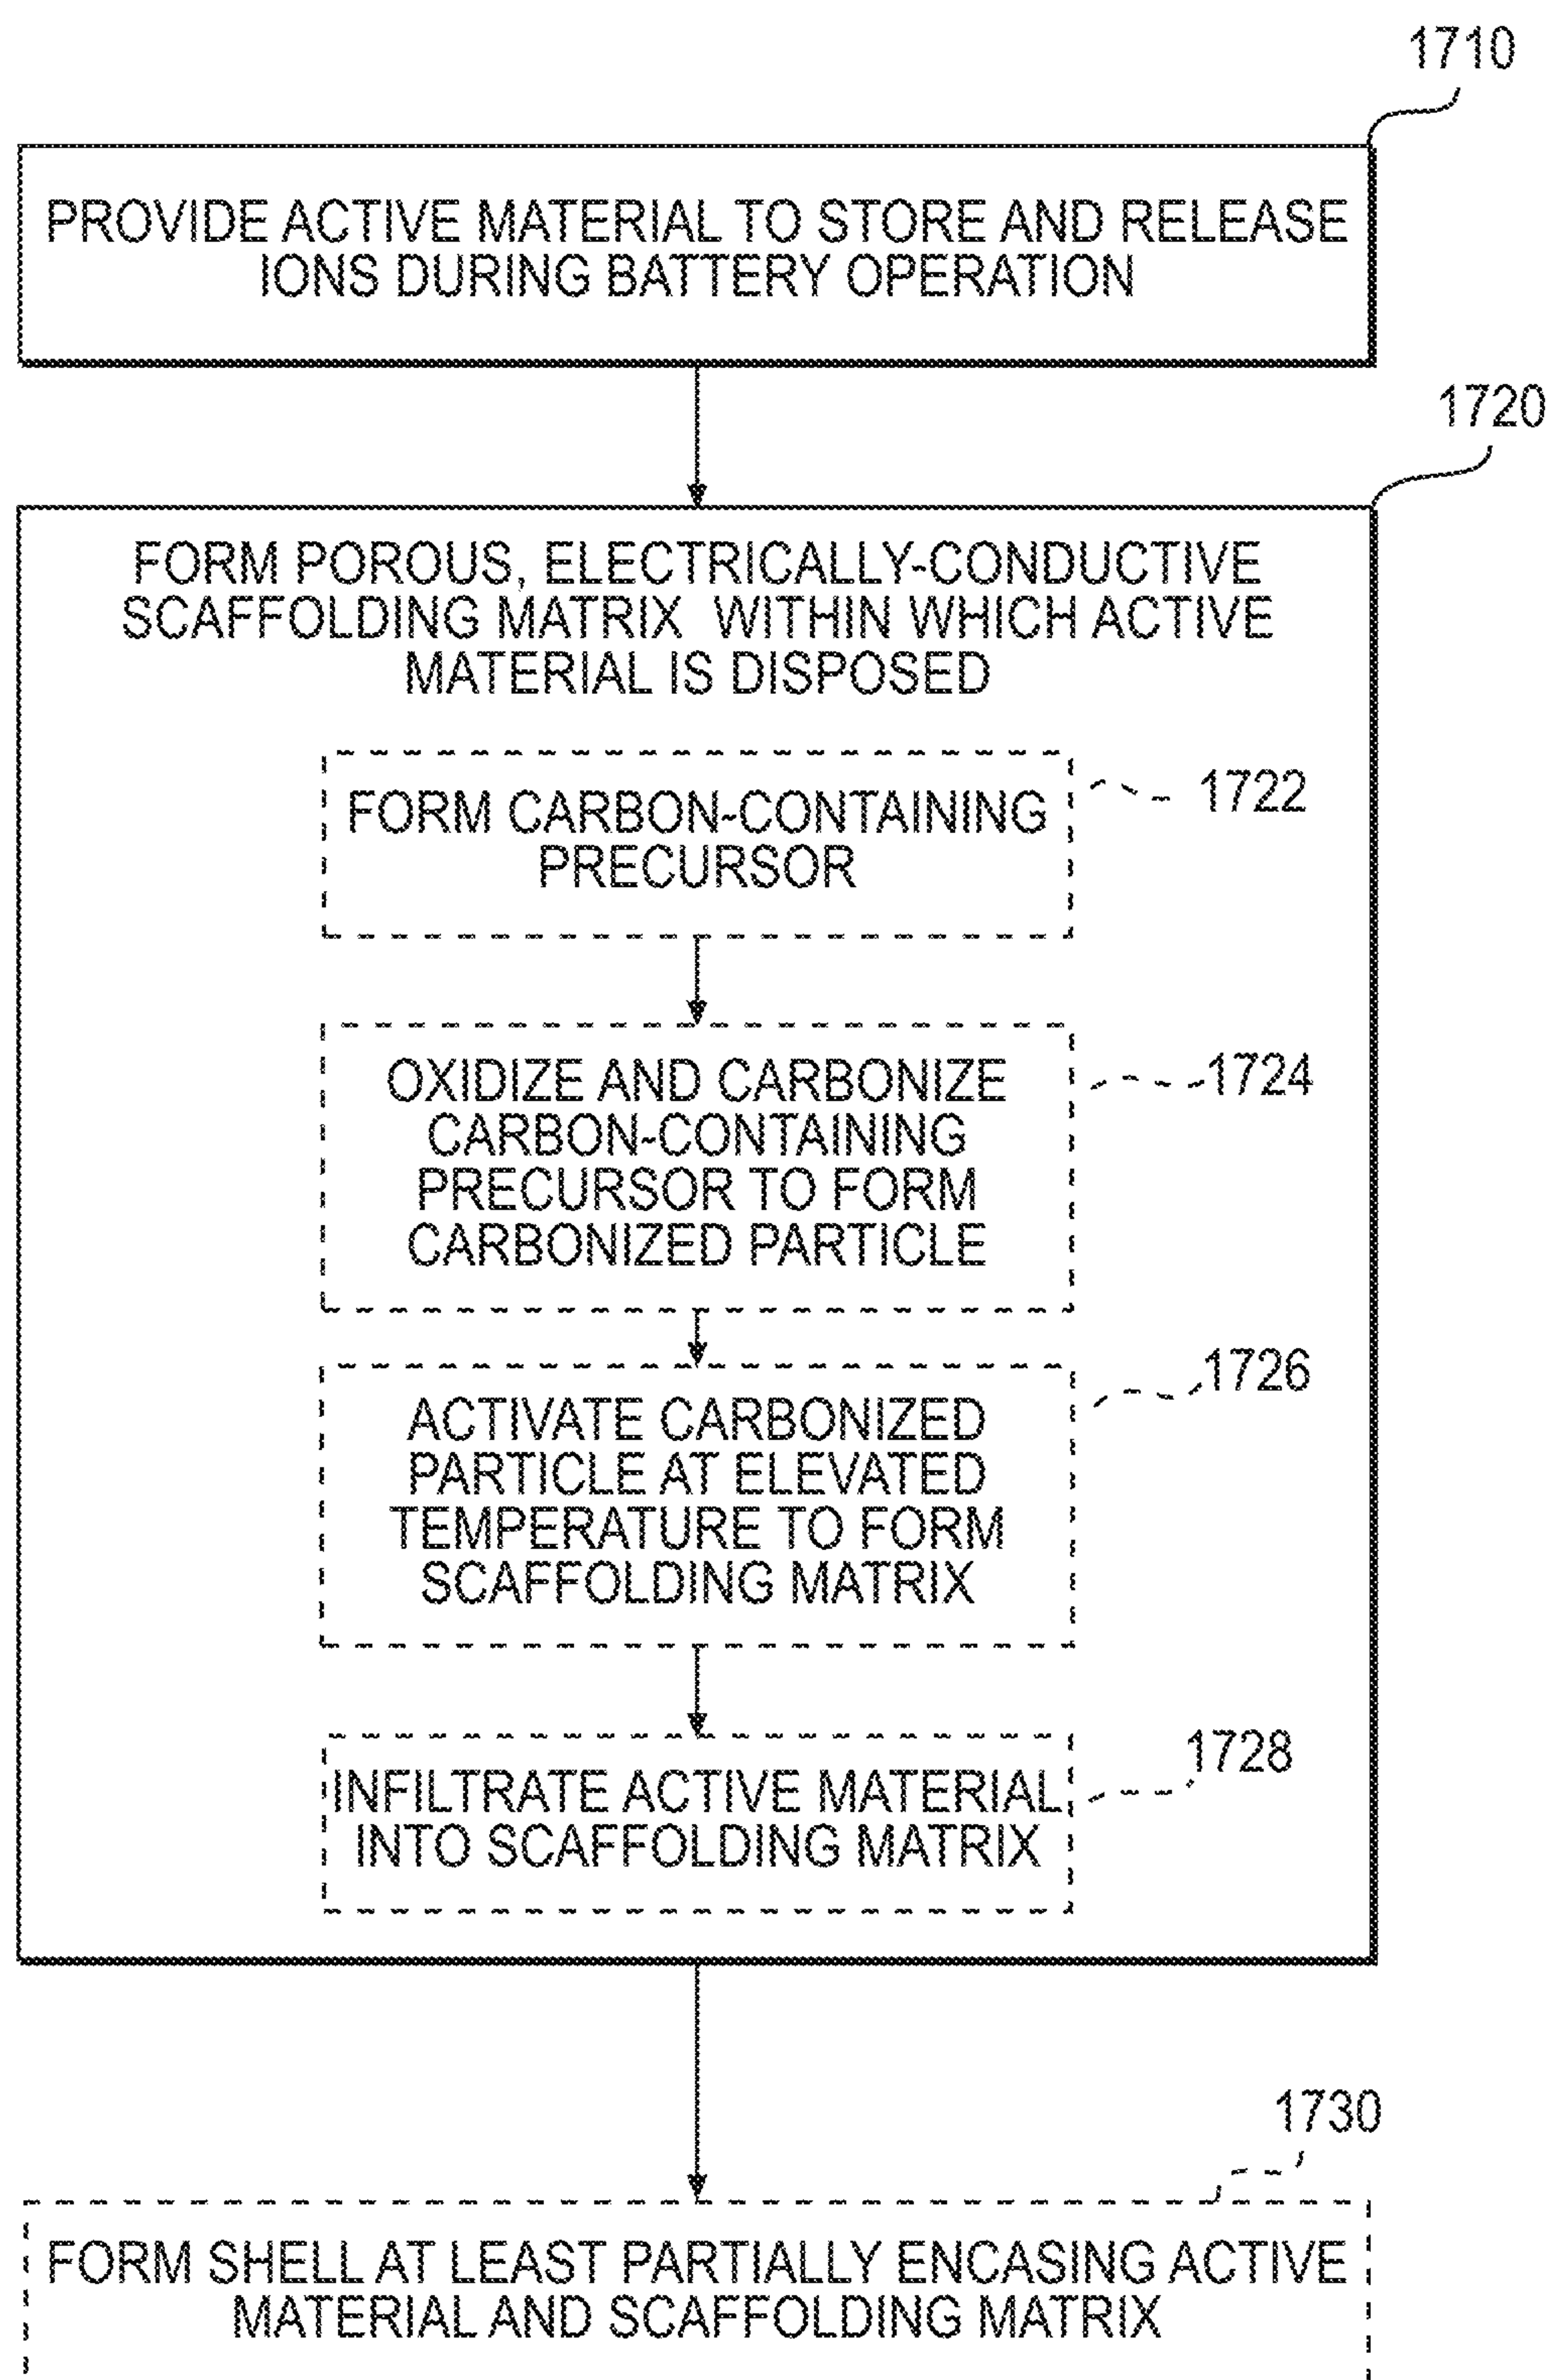 1710
PROVIDE ACTIVE MATERIAL TO STORE AND RELEASE
IONS DURING BATTERY OPERATION
1720
FORM POROUS, ELECTRICALLY-CONDUCTIVE
SCAFFOLDING MATRIX WITHIN WHICH ACTIVE
MATERIAL IS DISPOSED
1722
FORM CARBON-CONTAINING
PRECURSOR
1724
OXIDIZE AND CARBONIZE
CARBON-CONTAINING
PRECURSOR TO FORM
CARBONIZED PARTICLE
1726
ACTIVATE CARBONIZED
PARTICLE AT ELEVATED
TEMPERATURE TO FORM
SCAFFOLDING MATRIX
1728
INFILTRATE ACTIVE MATERIAL
INTO SCAFFOLDING MATRIX
1730
FORM SHELL AT LEAST PARTIALLY ENCASING ACTIVE
MATERIAL AND SCAFFOLDING MATRIX